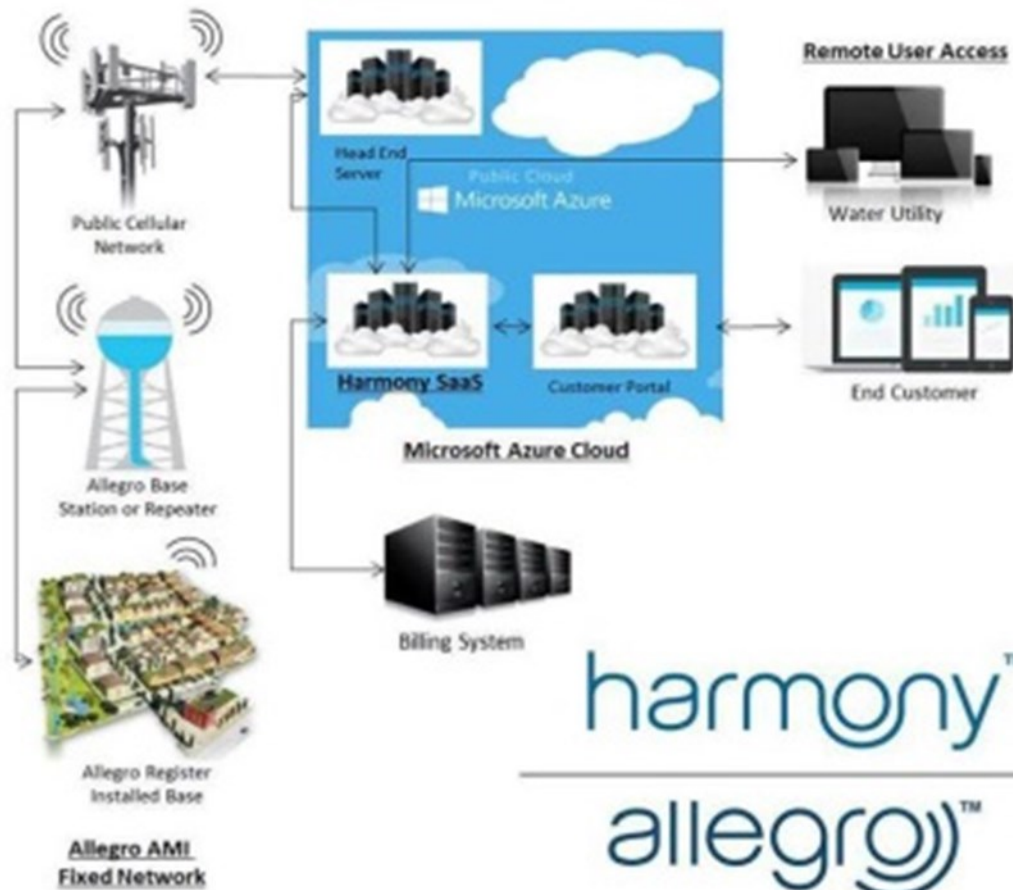 Remote User Access
Head End
Server
Public Cloud
Microsoft Azure
Public Cellular
Network
Water Utility
Harmony SaaS
Customer Portal
End Customer
Microsoft Azure Cloud
Allegro Base
Station or Repeater
Billing System
harmony™
Allegro Register
Installed Base
allegro™
Allegro AMI
Fixed Network